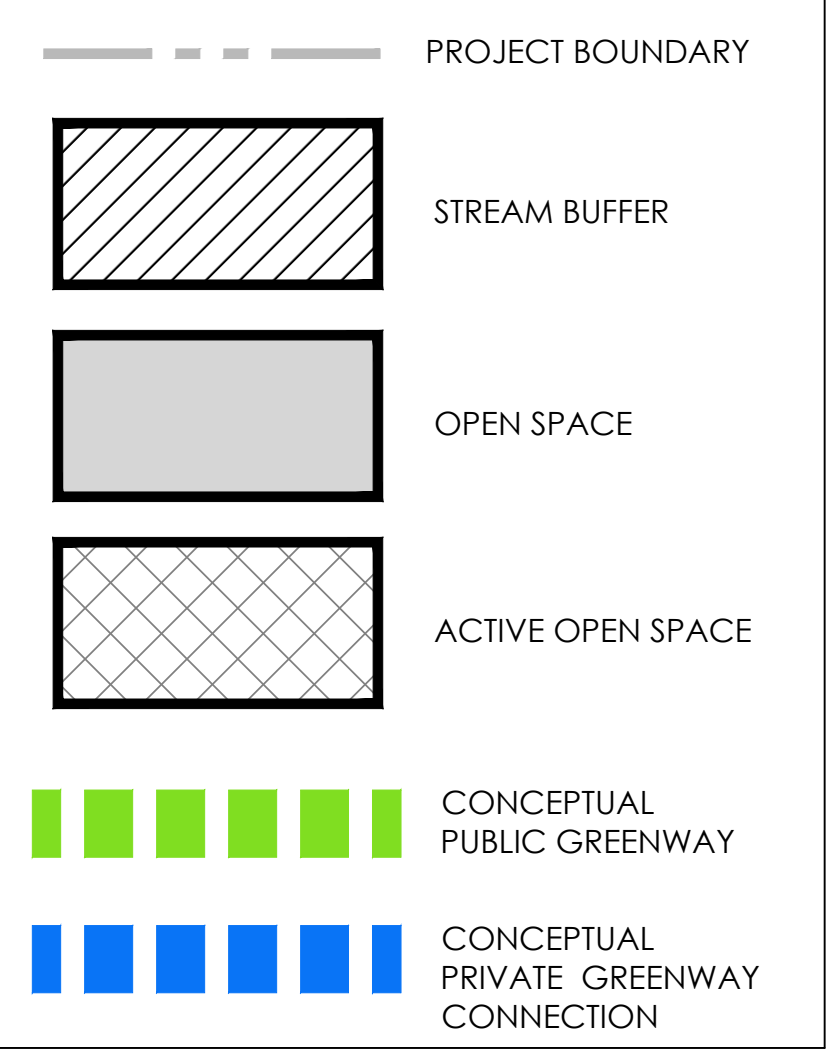 PROJECT BOUNDARY
STREAM BUFFER
OPEN SPACE
ACTIVE OPEN SPACE
CONCEPTUAL
PUBLIC GREENWAY
CONCEPTUAL
PRIVATE GREENWAY
CONNECTION